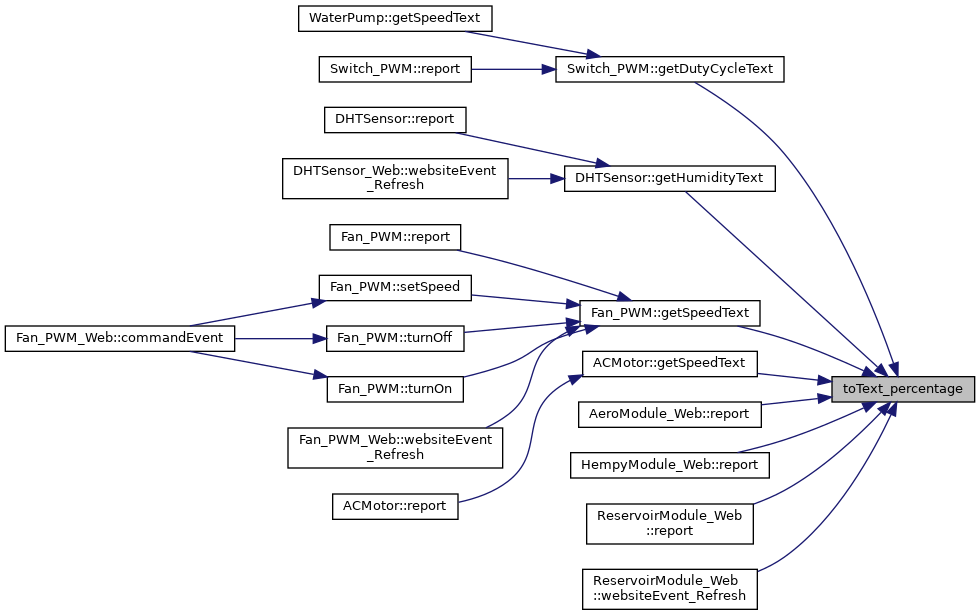 WaterPump::getSpeedText
Switch_PWM::report
Switch_PWM::getDutyCycleText
DHTSensor::report
DHTSensor_Web::websiteEvent
_Refresh
DHTSensor::getHumidityText
Fan_PWM::report
Fan_PWM::setSpeed
Fan_PWM::getSpeedText
Fan_PWM_Web::commandEvent
Fan_PWM::turnOff
ACMotor::getSpeedText
Fan_PWM::turnOn
toText_percentage
AeroModule_Web::report
Fan_PWM_Web::websiteEvent
_Refresh
HempyModule_Web::report
ACMotor::report
ReservoirModule_Web
::report
ReservoirModule_Web
::websiteEvent_Refresh